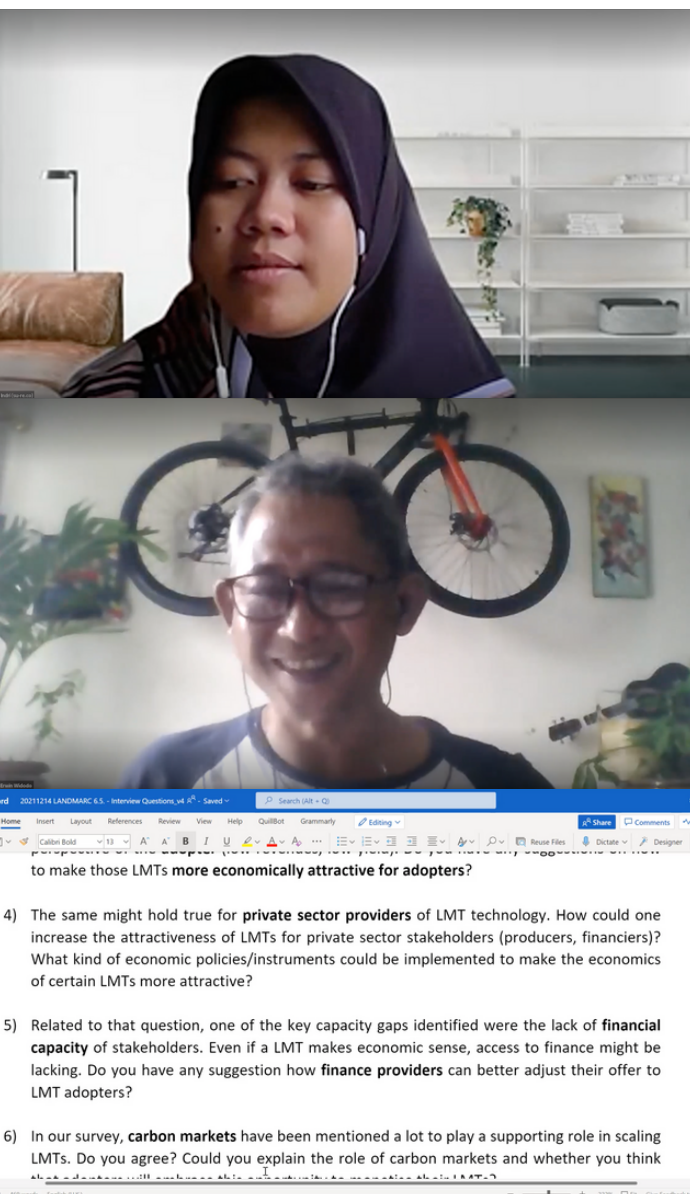 20211214 LANDMARC 6.5. - Interview Questions_v4
- Saved
Search (Alt + Q)
Home Insert Layout References Review View Help QuillBot Grammarly Editing Share Comments
Calibri Bold 13 B I U A A Reuse Files Dictate Designer
to make those LMTs more economically attractive for adopters?
4) The same might hold true for private sector providers of LMT technology. How could one
increase the attractiveness of LMTs for private sector stakeholders (producers, financiers)?
What kind of economic policies/instruments could be implemented to make the economics
of certain LMTs more attractive?
5) Related to that question, one of the key capacity gaps identified were the lack of financial
capacity of stakeholders. Even if a LMT makes economic sense, access to finance might be
lacking. Do you have any suggestion how finance providers can better adjust their offer to
LMT adopters?
6) In our survey, carbon markets have been mentioned a lot to play a supporting role in scaling
LMTs. Do you agree? Could you explain the role of carbon markets and whether you think